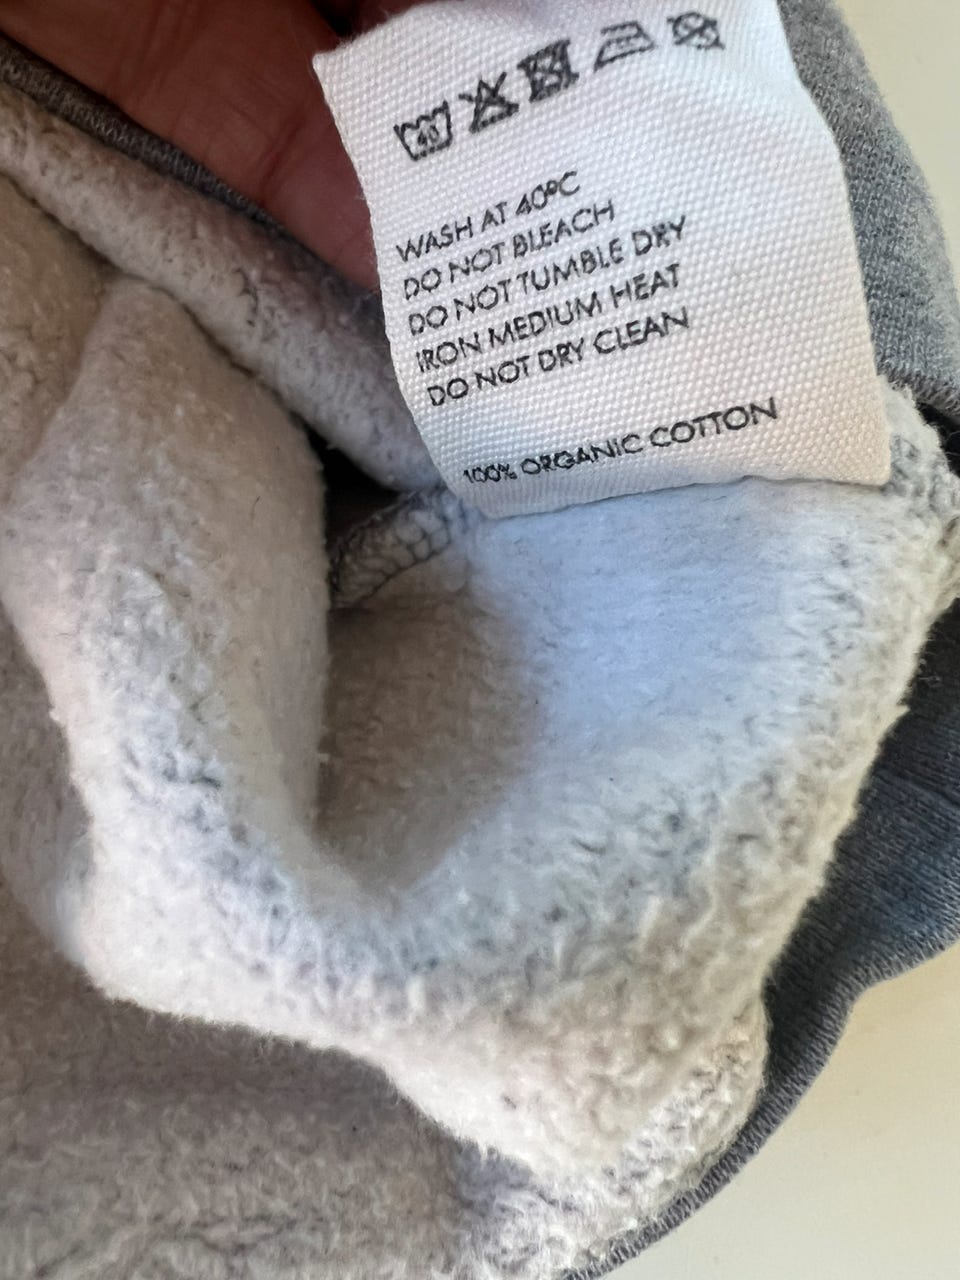 40
WASH AT 40ºC
DO NOT BLEACH
DO NOT TUMBLE DRY
IRON MEDIUM HEAT
DO NOT DRY CLEAN
100% ORGANIC COTTON